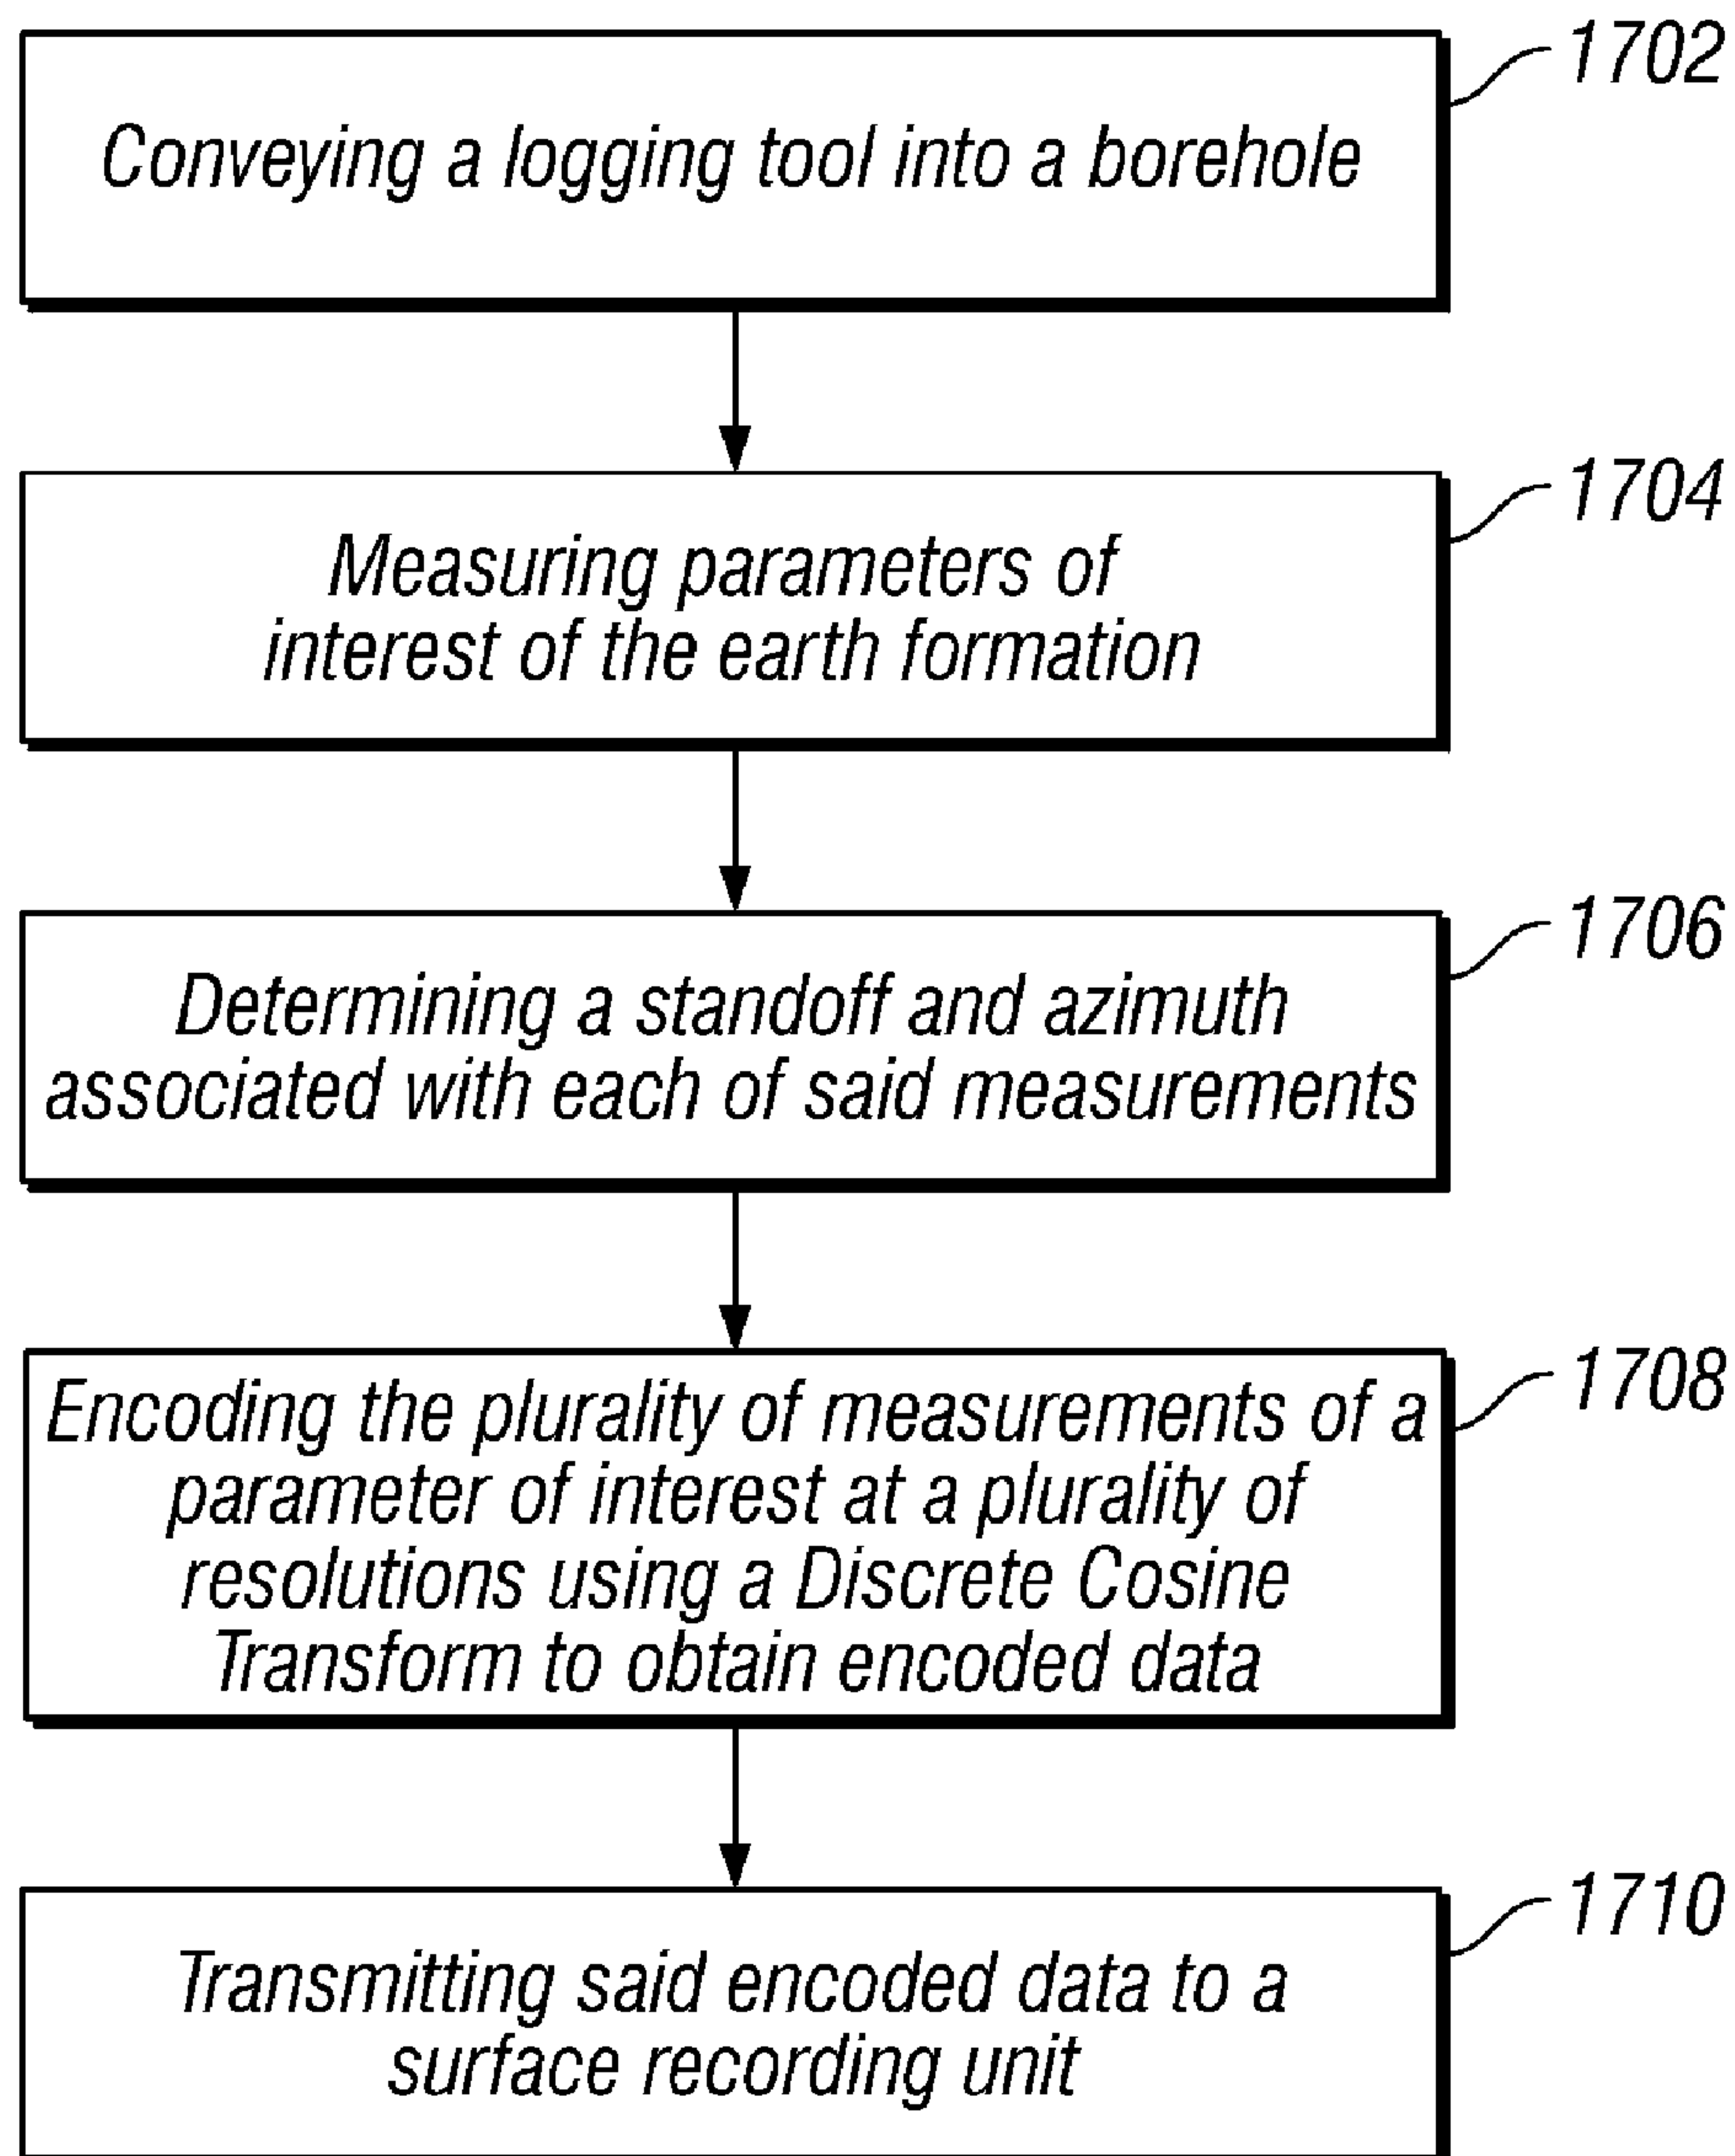 1702
Conveying a logging tool into a borehole
1704
Measuring parameters of
interest of the earth formation
1706
Determining a standoff and azimuth
associated with each of said measurements
1708
Encoding the plurality of measurements of a
parameter of interest at a plurality of
resolutions using a Discrete Cosine
Transform to obtain encoded data
1710
Transmitting said encoded data to a
surface recording unit